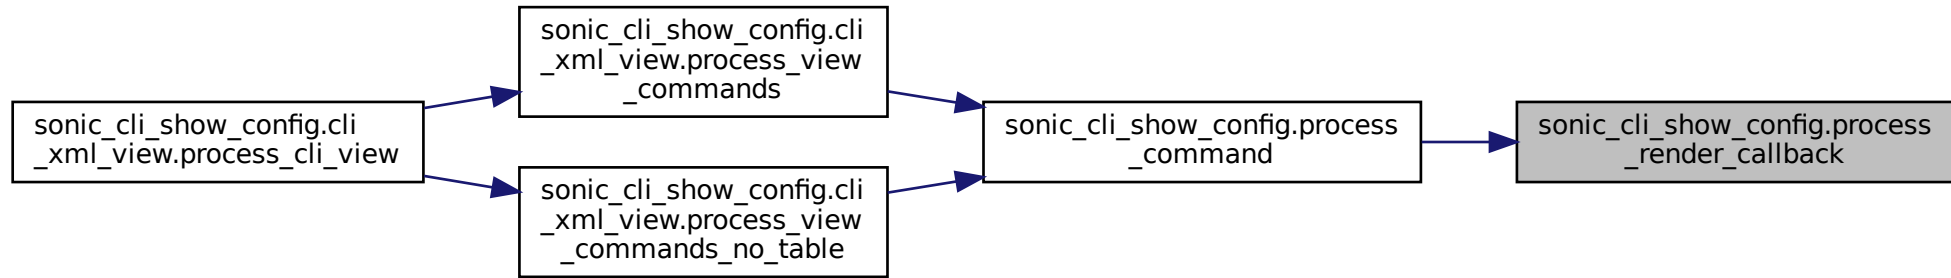 sonic_cli_show_config.cli
_xml_view.process_cli_view
sonic_cli_show_config.cli
_xml_view.process_view
_commands
sonic_cli_show_config.cli
_xml_view.process_view
_commands_no_table
sonic_cli_show_config.process
_command
sonic_cli_show_config.process
_render_callback